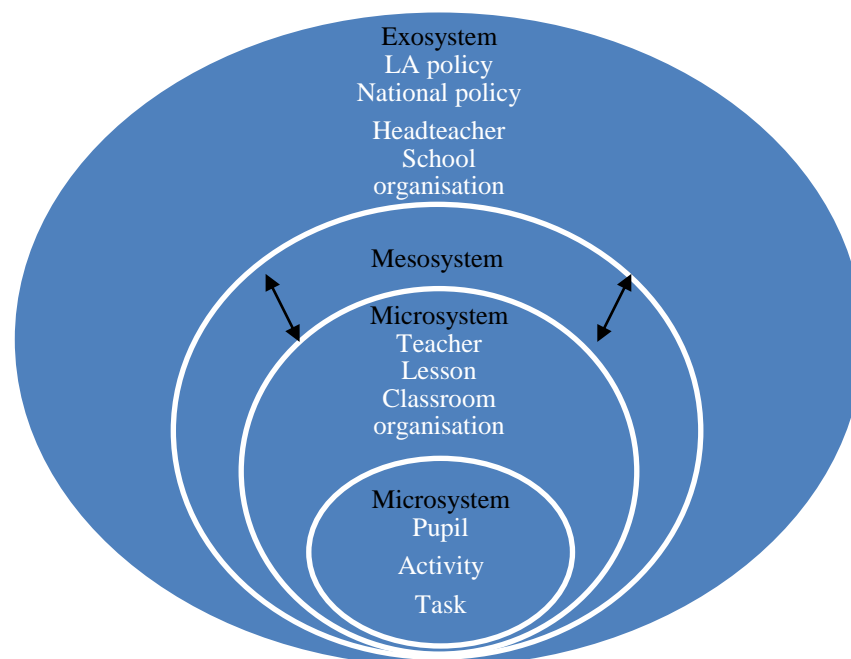 Exosystem
LA policy
National policy
Headteacher
School
organisation
Mesosystem
Microsystem
Teacher
Lesson
Classroom
organisation
Microsystem
Pupil
Activity
Task